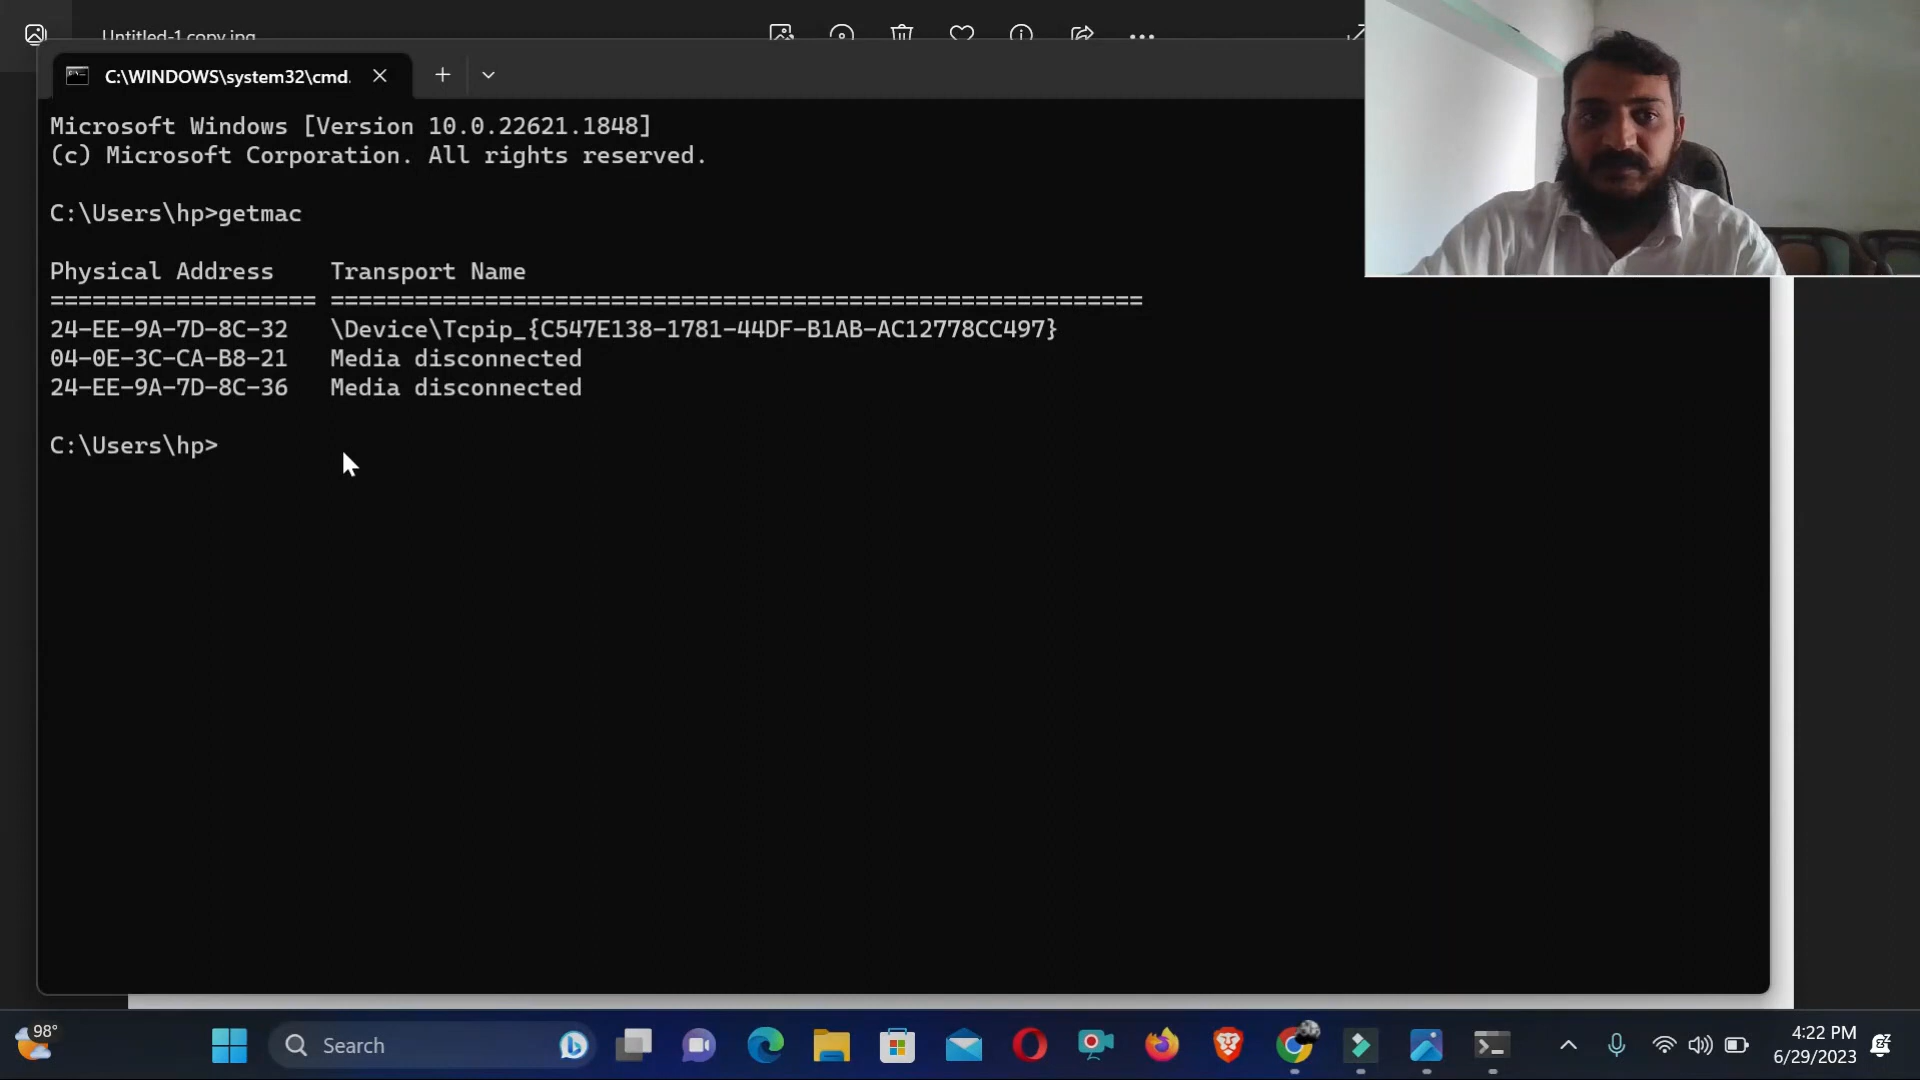 Untitled-1 copy.jpg
C:\WINDOWS\system32\cmd.
Microsoft Windows [Version 10.0.22621.1848]
(c) Microsoft Corporation. All rights reserved.
C:\Users\hp>getmac
Physical Address    Transport Name
=================== ==========================================================
24-EE-9A-7D-8C-32   \Device\Tcpip_{C547E138-1781-44DF-B1AB-AC12778CC497}
04-0E-3C-CA-B8-21   Media disconnected
24-EE-9A-7D-8C-36   Media disconnected
C:\Users\hp>
98°
Search
4:22 PM
6/29/2023